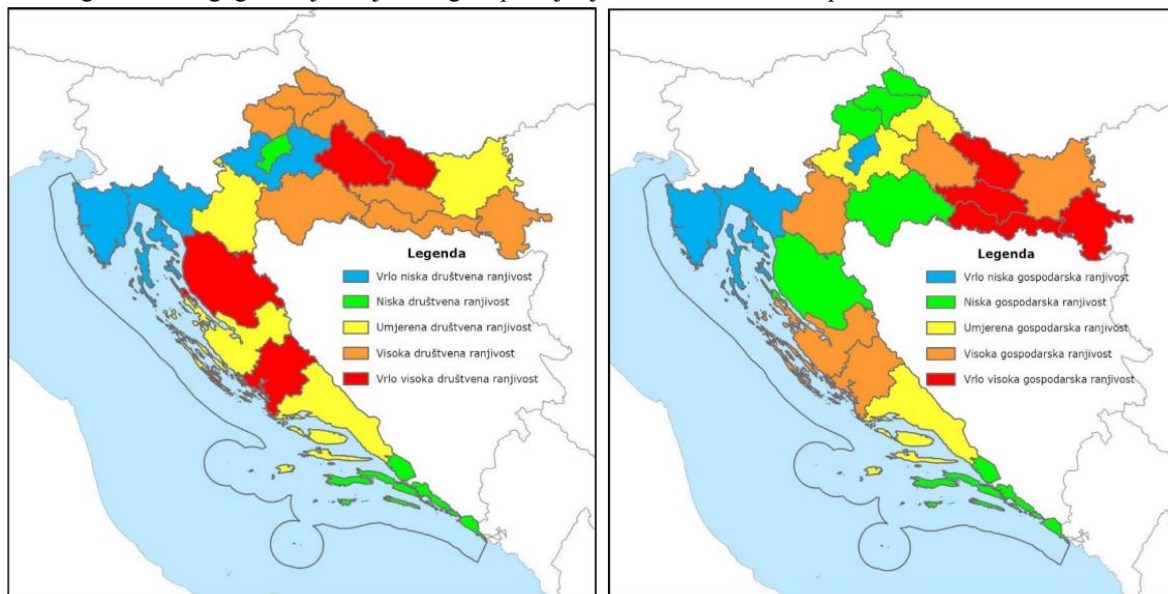 Legenda
Vrlo niska društvena ranjivost
Niska društvena ranjivost
Umjerena društvena ranjivost
Visoka društvena ranjivost
Vrlo visoka društvena ranjivost
Legenda
Vrlo niska gospodarska ranjivost
Niska gospodarska ranjivost
Umjerena gospodarska ranjivost
Visoka gospodarska ranjivost
Vrlo visoka gospodarska ranjivost